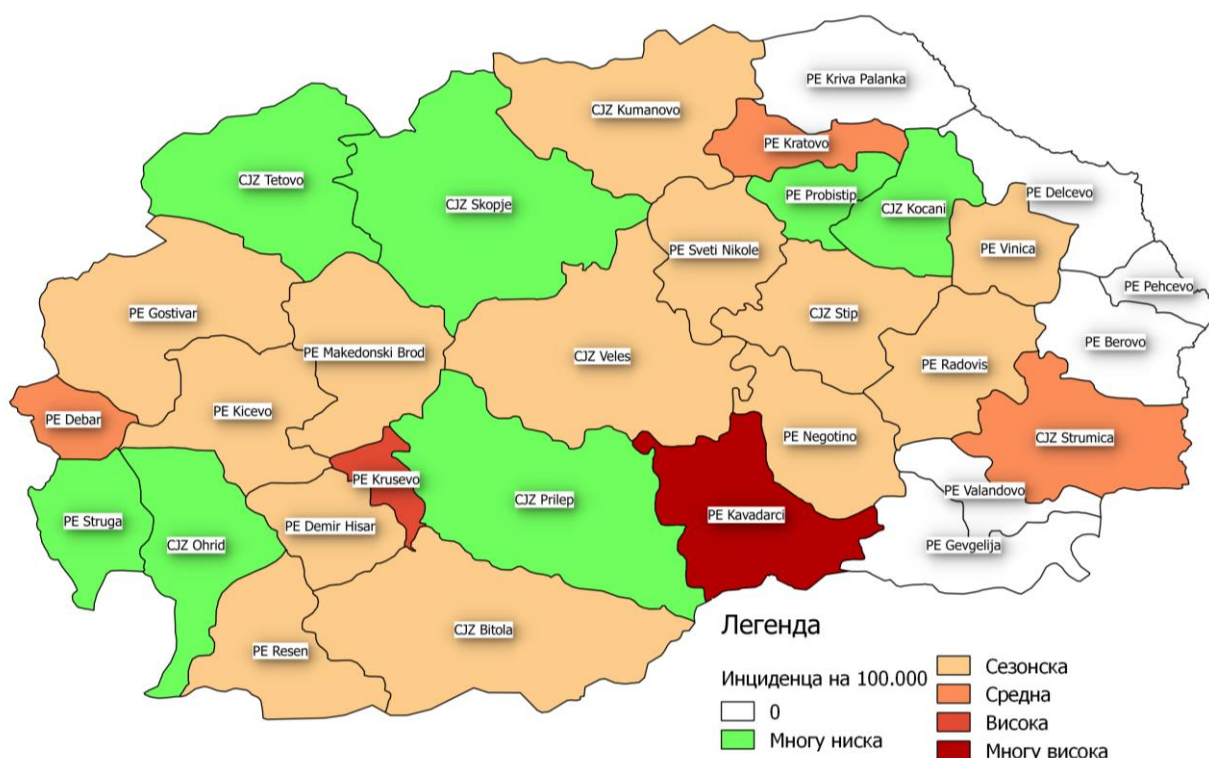 PE Kriva Palanka
CJZ Kumanovo
PE Kratovo
CJZ Tetovo
PE Probistip
PE Delcevo
CJZ Skopje
CJZ Kocani
PE Sveti Nikole
PE Vinica
PE Pehcevo
PE Gostivar
CJZ Stip
PE Berovo
PE Makedonski Brod
CJZ Veles
PE Radovis
PE Kicevo
PE Debar
PE Negotino
CJZ Strumica
PE Krusevo
PE Valandovo
CJZ Prilep
PE Kavadarci
PE Struga
PE Demir Hisar
CJZ Ohrid
PE Gevgelija
CJZ Bitola
PE Resen
Легенда
Инциденца на 100.000
0
Многу ниска
Сезонска
Средна
Висока
Многу висока